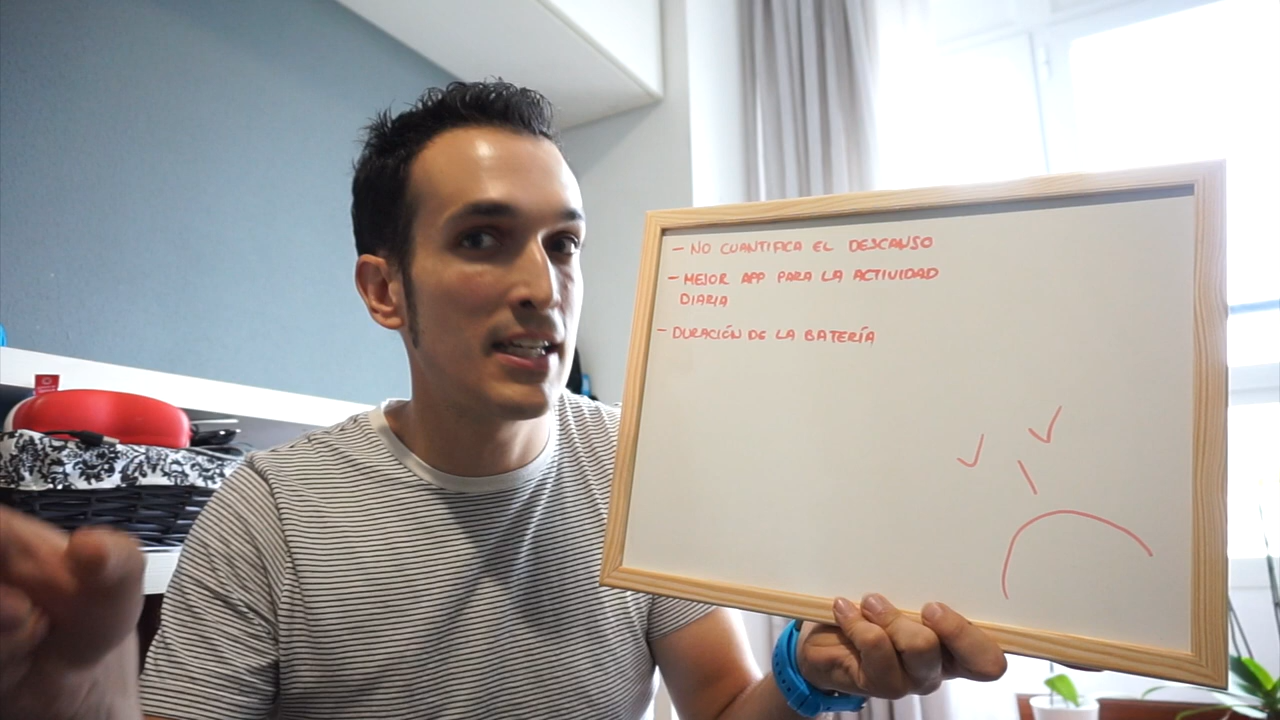 - NO CUANTIFICA EL DESCANSO
- MEJOR APP PARA LA ACTIVIDAD
DIARIA
- DURACIÓN DE LA BATERÍA